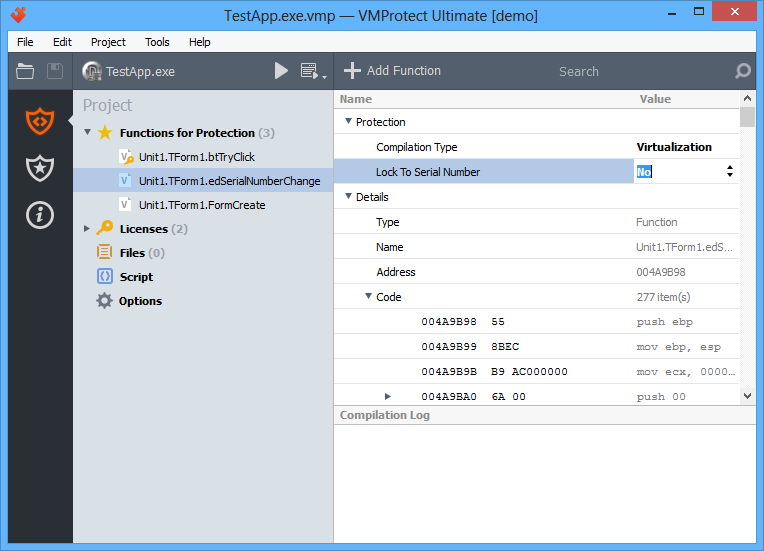 TestApp.exe.vmp — VMProtect Ultimate [demo]
File Edit Project Tools Help
TestApp.exe
Add Function Search
Project
Functions for Protection (3)
Unit1.TForm1.btTryClick
Unit1.TForm1.edSerialNumberChange
Unit1.TForm1.FormCreate
Licenses (2)
Files (0)
Script
Options
Name Value
Protection
Compilation Type Virtualization
Lock To Serial Number No
Details
Type Function
Name Unit1.TForm1.edS...
Address 004A9B98
Code 277 item(s)
004A9B98 55 push ebp
004A9B99 8BEC mov ebp, esp
004A9B9B B9 AC000000 mov ecx, 0000...
004A9BA0 6A 00 push 00
Compilation Log